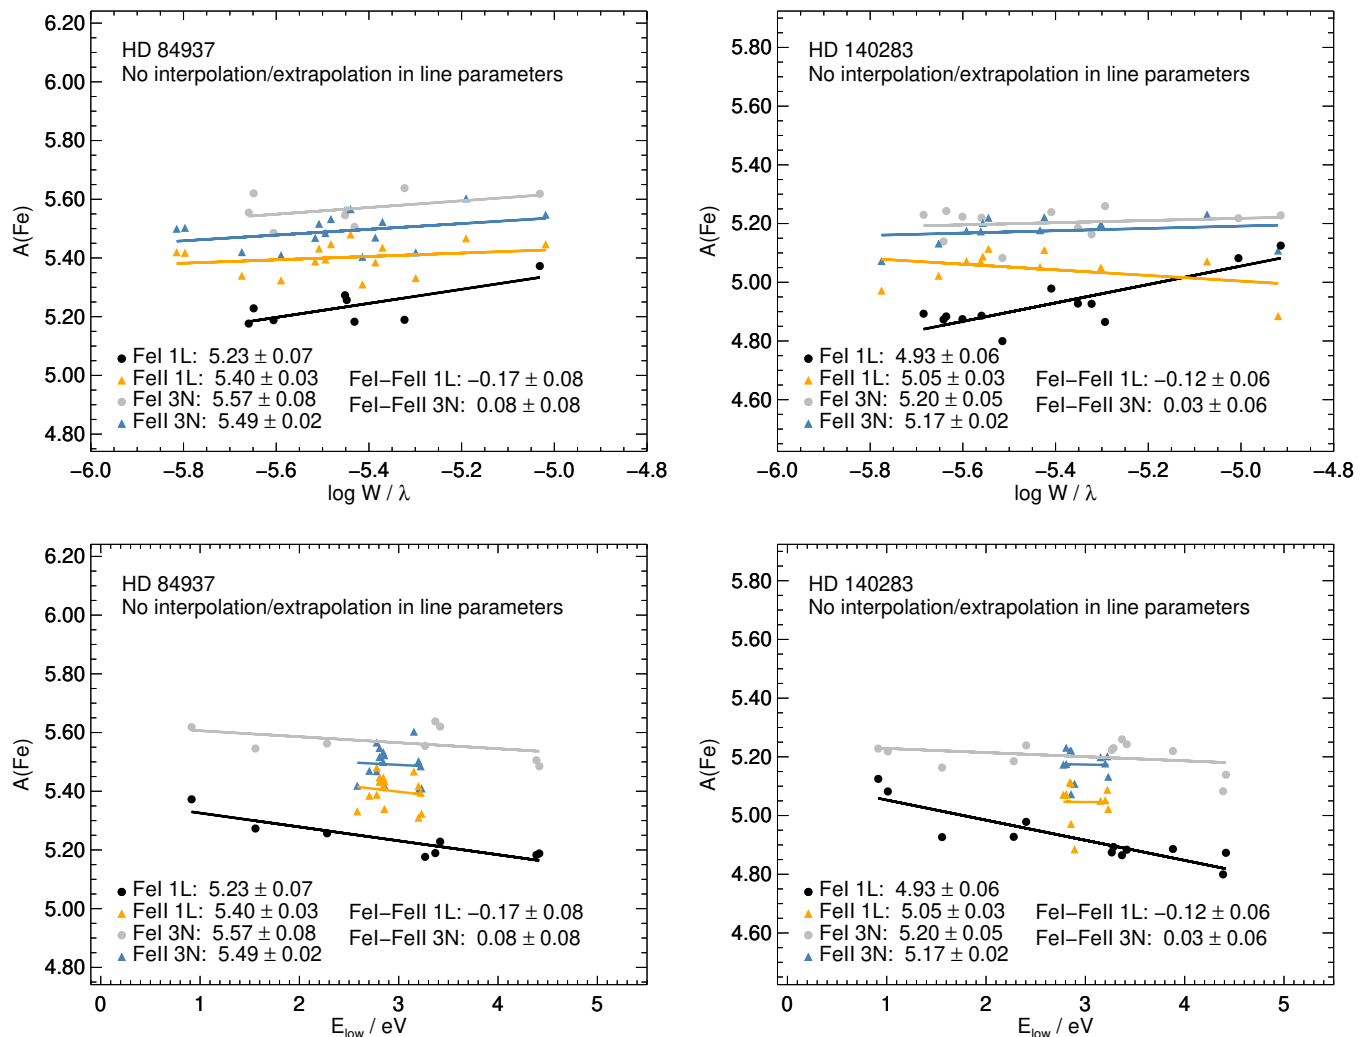 6.20
6.00
5.80
5.60
5.40
5.20
5.00
4.80
A(Fe)
HD 84937
No interpolation/extrapolation in line parameters
FeI 1L: 5.23 ± 0.07
FeII 1L: 5.40 ± 0.03
FeI 3N: 5.57 ± 0.08
FeII 3N: 5.49 ± 0.02
FeI−FeII 1L: −0.17 ± 0.08
FeI−FeII 3N: 0.08 ± 0.08
−6.0 −5.8 −5.6 −5.4 −5.2 −5.0 −4.8
log W / λ
5.80
5.60
5.40
5.20
5.00
4.80
4.60
A(Fe)
HD 140283
No interpolation/extrapolation in line parameters
FeI 1L: 4.93 ± 0.06
FeII 1L: 5.05 ± 0.03
FeI 3N: 5.20 ± 0.05
FeII 3N: 5.17 ± 0.02
FeI−FeII 1L: −0.12 ± 0.06
FeI−FeII 3N: 0.03 ± 0.06
−6.0 −5.8 −5.6 −5.4 −5.2 −5.0 −4.8
log W / λ
6.20
6.00
5.80
5.60
5.40
5.20
5.00
4.80
A(Fe)
HD 84937
No interpolation/extrapolation in line parameters
FeI 1L: 5.23 ± 0.07
FeII 1L: 5.40 ± 0.03
FeI 3N: 5.57 ± 0.08
FeII 3N: 5.49 ± 0.02
FeI−FeII 1L: −0.17 ± 0.08
FeI−FeII 3N: 0.08 ± 0.08
0 1 2 3 4 5
E_low / eV
5.80
5.60
5.40
5.20
5.00
4.80
4.60
A(Fe)
HD 140283
No interpolation/extrapolation in line parameters
FeI 1L: 4.93 ± 0.06
FeII 1L: 5.05 ± 0.03
FeI 3N: 5.20 ± 0.05
FeII 3N: 5.17 ± 0.02
FeI−FeII 1L: −0.12 ± 0.06
FeI−FeII 3N: 0.03 ± 0.06
0 1 2 3 4 5
E_low / eV